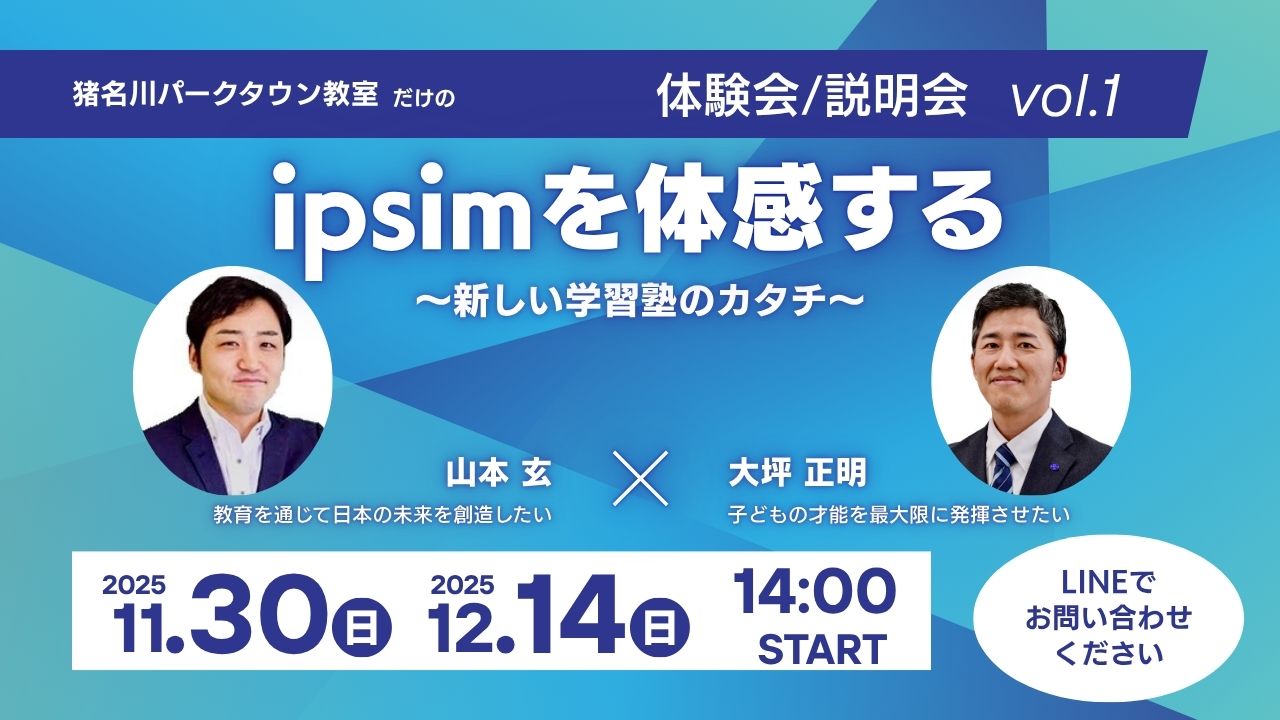 猪名川パークタウン教室 だけの 体験会/説明会 vol.1
ipsimを体感する
～新しい学習塾のカタチ～
山本 玄
教育を通じて日本の未来を創造したい
大坪 正明
子どもの才能を最大限に発揮させたい
2025
11.30日
2025
12.14日
14:00
START
LINEで
お問い合わせ
ください